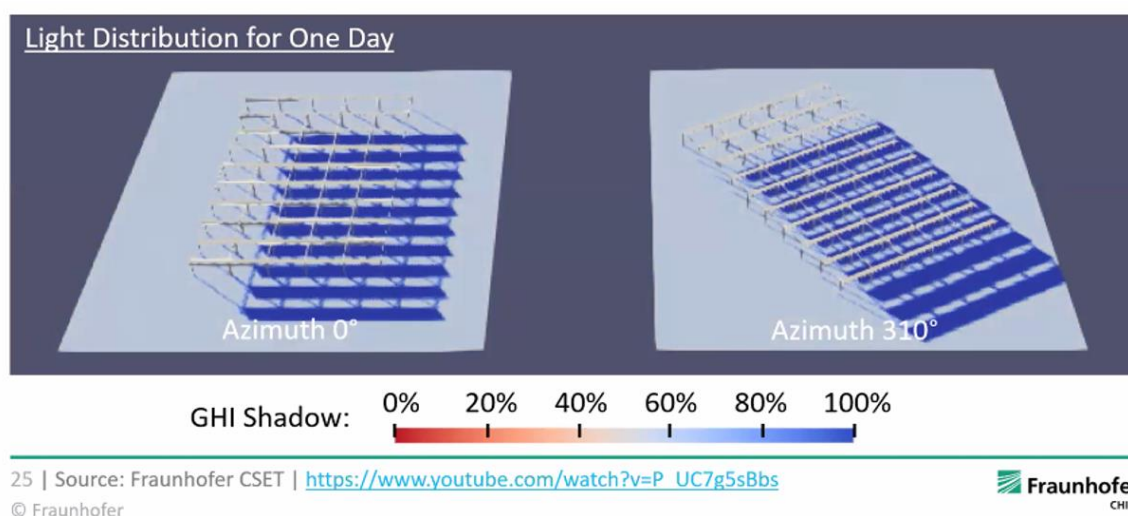 Light Distribution for One Day
Azimuth 0°
Azimuth 310°
GHI Shadow:
0% 20% 40% 60% 80% 100%
25 | Source: Fraunhofer CSET | https://www.youtube.com/watch?v=P_UC7g5sBbs
© Fraunhofer
Fraunhofe
CHI